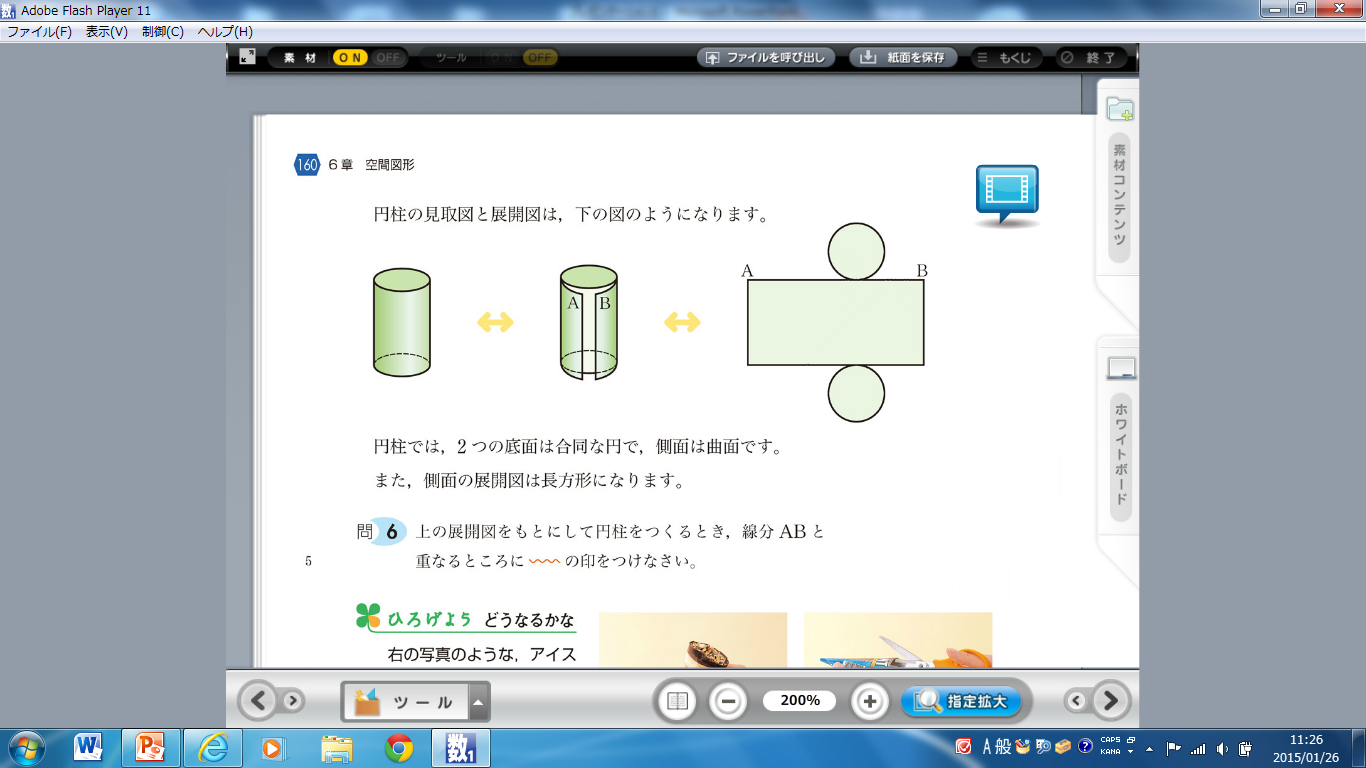 Adobe Flash Player 11
ファイル(F) 表示(V) 制御(C) ヘルプ(H)
素材 ON OFF ツール ON OFF ファイルを呼び出し 紙面を保存 もくじ 終了
160 6章 空間図形
円柱の見取図と展開図は，下の図のようになります。
A B
A B
円柱では，2つの底面は合同な円で，側面は曲面です。
また，側面の展開図は長方形になります。
問 6 上の展開図をもとにして円柱をつくるとき，線分 AB と
5 重なるところに の印をつけなさい。
ひろげよう どうなるかな
右の写真のような，アイス
素材コンテンツ
ホワイトボード
ツール 200% 指定拡大
A 般 CAPS KANA
11:26
2015/01/26